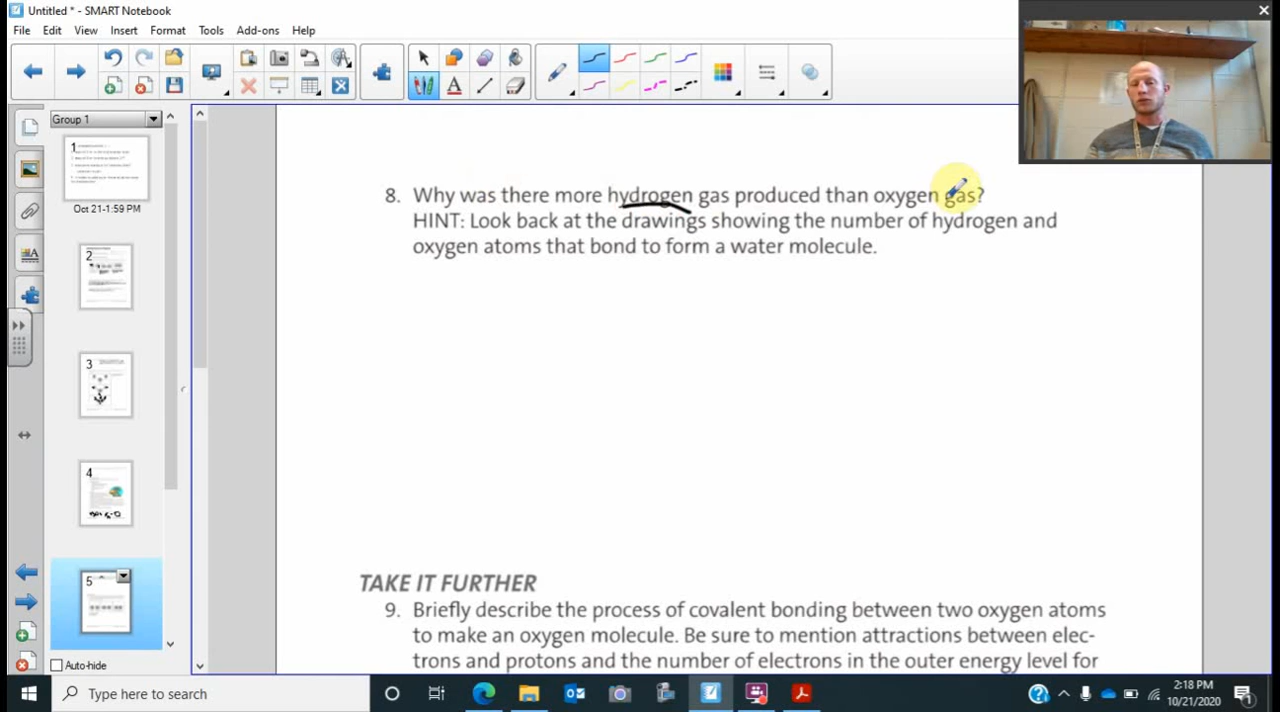 Untitled * - SMART Notebook
File Edit View Insert Format Tools Add-ons Help
Group 1
1
Oct 21-1:59 PM
2
3
4
5
Auto-hide
8. Why was there more hydrogen gas produced than oxygen gas?
HINT: Look back at the drawings showing the number of hydrogen and
oxygen atoms that bond to form a water molecule.
TAKE IT FURTHER
9. Briefly describe the process of covalent bonding between two oxygen atoms
to make an oxygen molecule. Be sure to mention attractions between elec-
trons and protons and the number of electrons in the outer energy level for
Type here to search
2:18 PM
10/21/2020